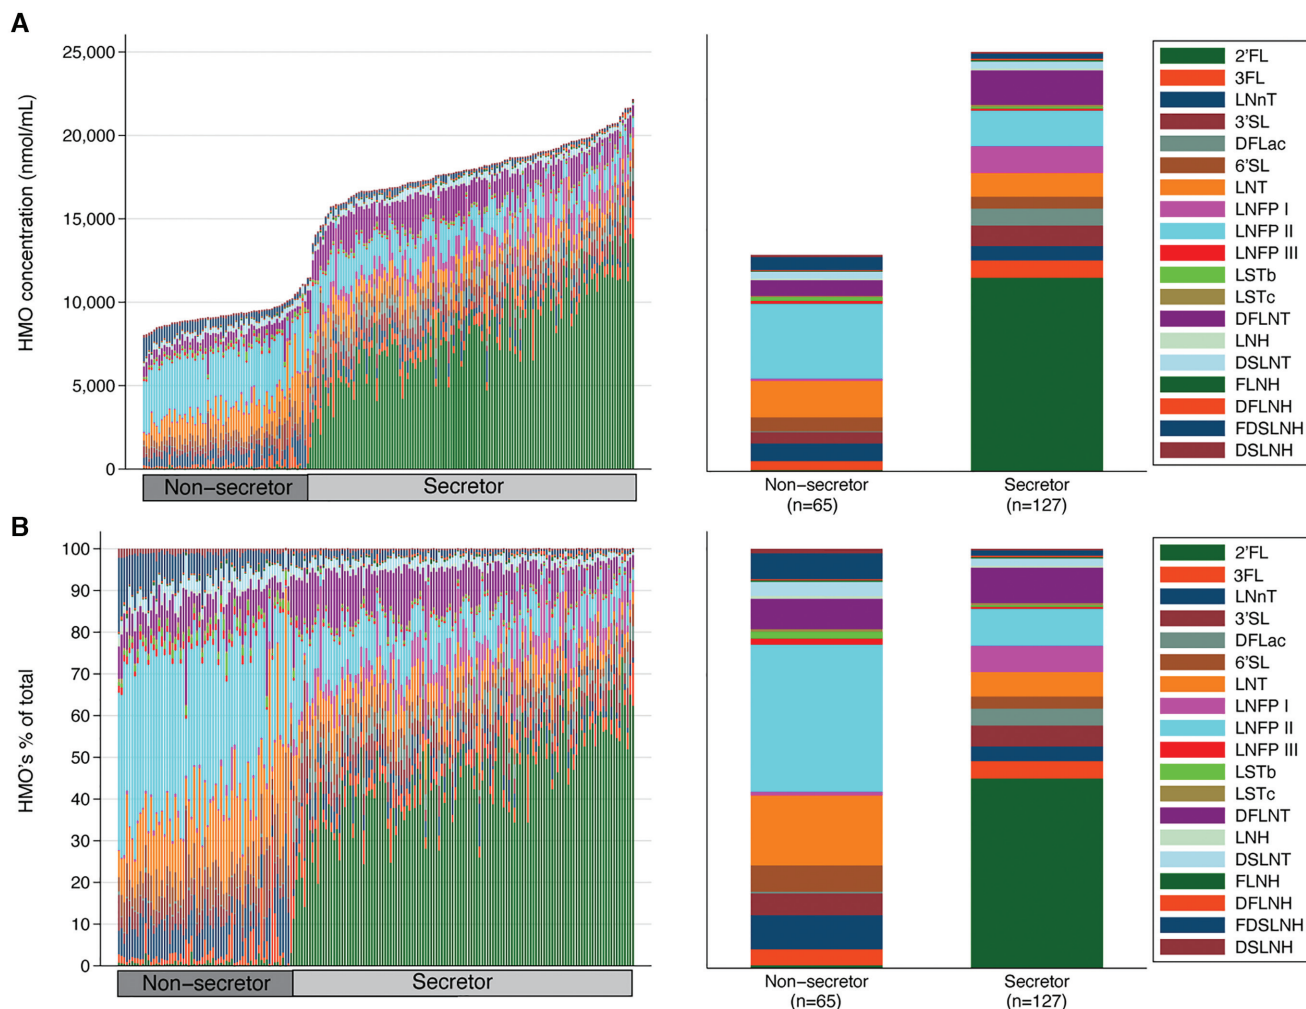 A
HMO concentration (nmol/mL)
25,000
20,000
15,000
10,000
5,000
0
Non-secretor
Secretor
Non-secretor
(n=65)
Secretor
(n=127)
2'FL
3FL
LNnT
3'SL
DFLac
6'SL
LNT
LNFP I
LNFP II
LNFP III
LSTb
LSTc
DFLNT
LNH
DSLNT
FLNH
DFLNH
FDSLNH
DSLNH
B
HMO's % of total
100
90
80
70
60
50
40
30
20
10
0
Non-secretor
Secretor
Non-secretor
(n=65)
Secretor
(n=127)
2'FL
3FL
LNnT
3'SL
DFLac
6'SL
LNT
LNFP I
LNFP II
LNFP III
LSTb
LSTc
DFLNT
LNH
DSLNT
FLNH
DFLNH
FDSLNH
DSLNH